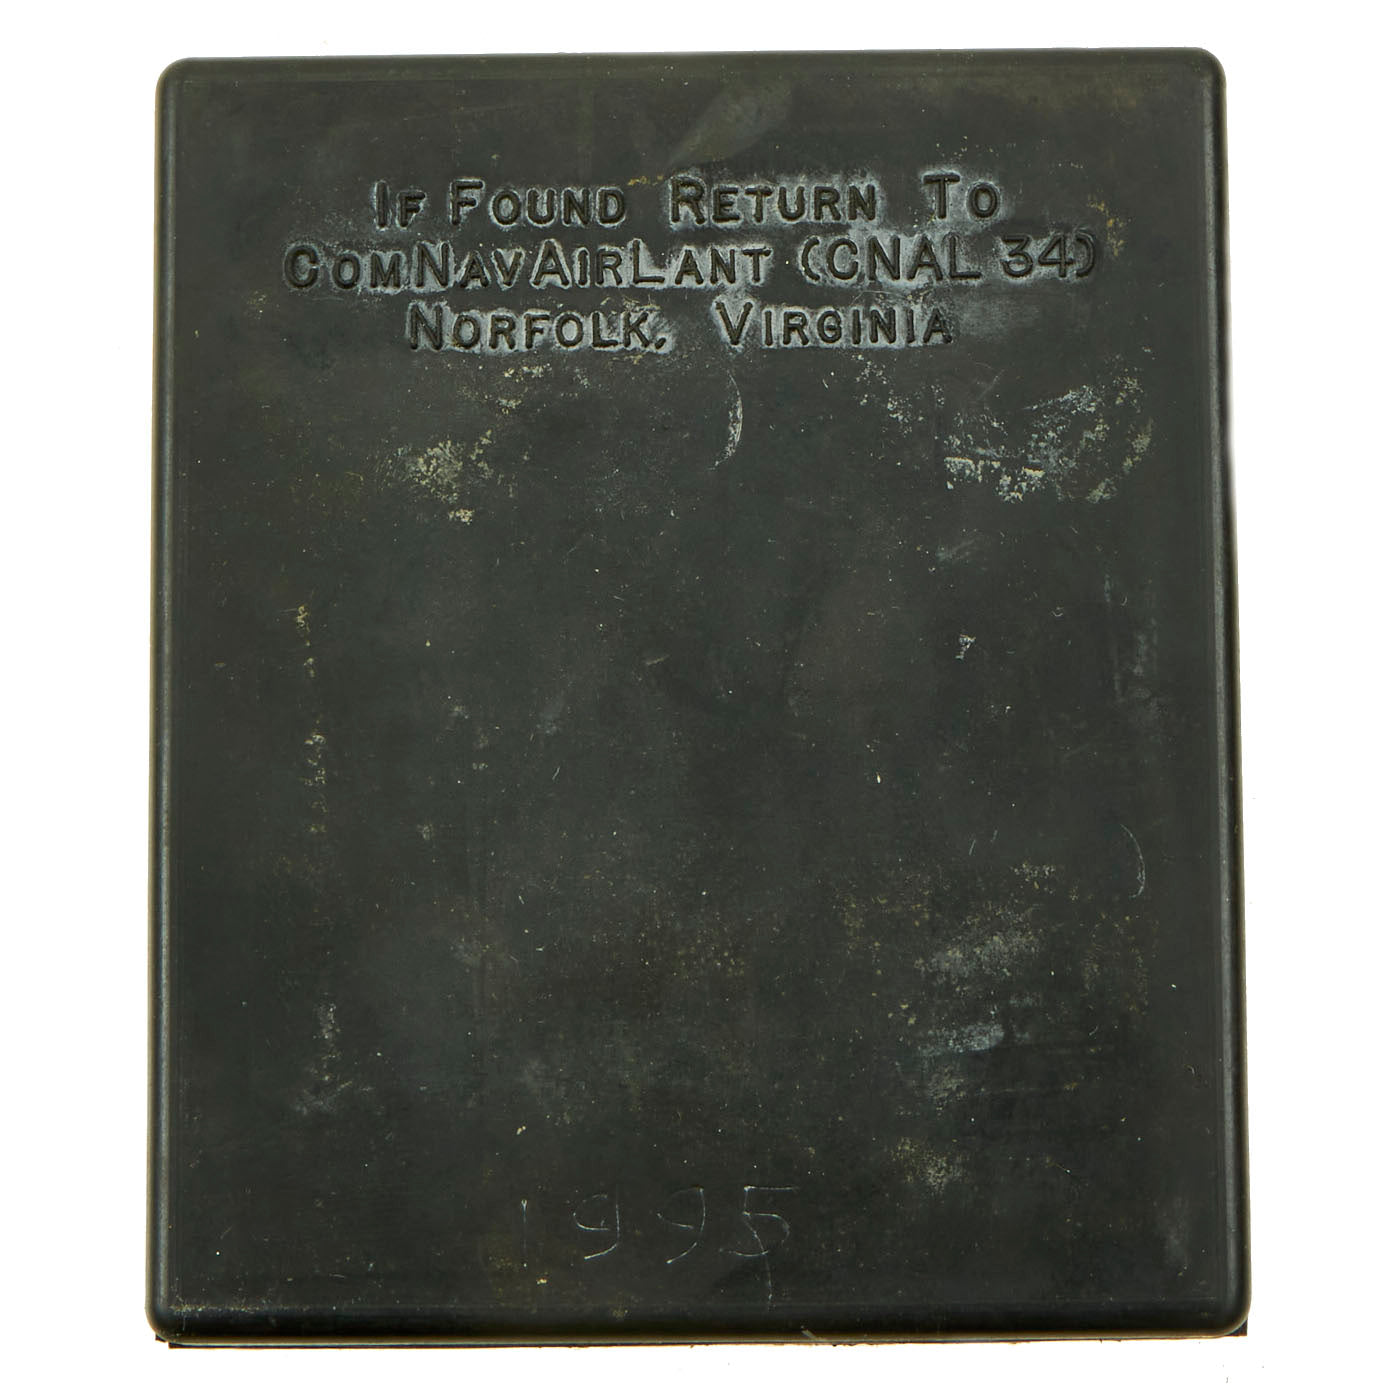 If Found Return To
ComNavAirLant (CNAL 34)
Norfolk, Virginia
1995